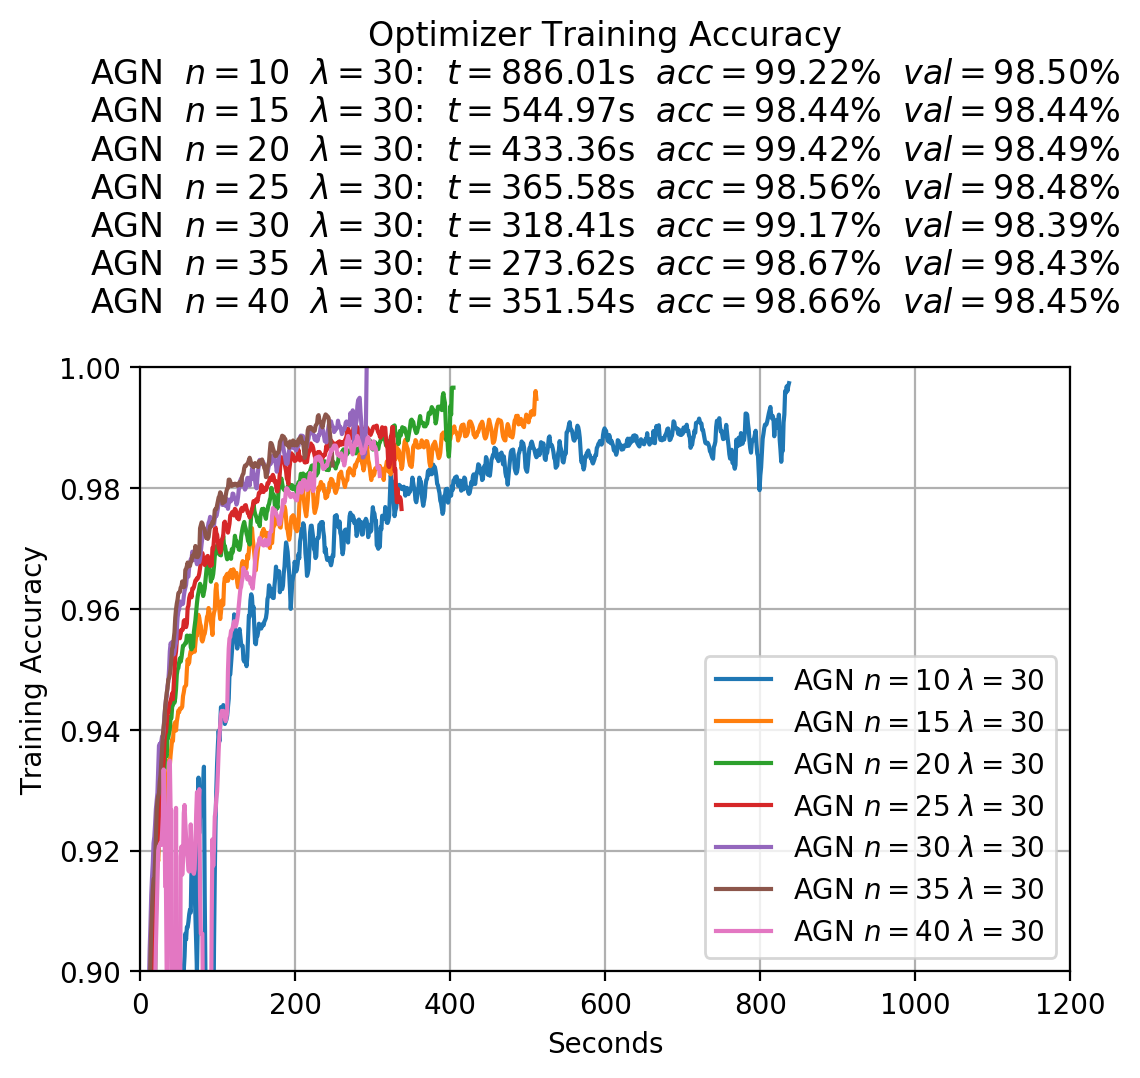 Optimizer Training Accuracy
AGN n = 10 λ = 30: t = 886.01s acc = 99.22% val = 98.50%
AGN n = 15 λ = 30: t = 544.97s acc = 98.44% val = 98.44%
AGN n = 20 λ = 30: t = 433.36s acc = 99.42% val = 98.49%
AGN n = 25 λ = 30: t = 365.58s acc = 98.56% val = 98.48%
AGN n = 30 λ = 30: t = 318.41s acc = 99.17% val = 98.39%
AGN n = 35 λ = 30: t = 273.62s acc = 98.67% val = 98.43%
AGN n = 40 λ = 30: t = 351.54s acc = 98.66% val = 98.45%
1.00
0.98
0.96
0.94
0.92
0.90
Training Accuracy
AGN n = 10 λ = 30
AGN n = 15 λ = 30
AGN n = 20 λ = 30
AGN n = 25 λ = 30
AGN n = 30 λ = 30
AGN n = 35 λ = 30
AGN n = 40 λ = 30
0 200 400 600 800 1000 1200
Seconds